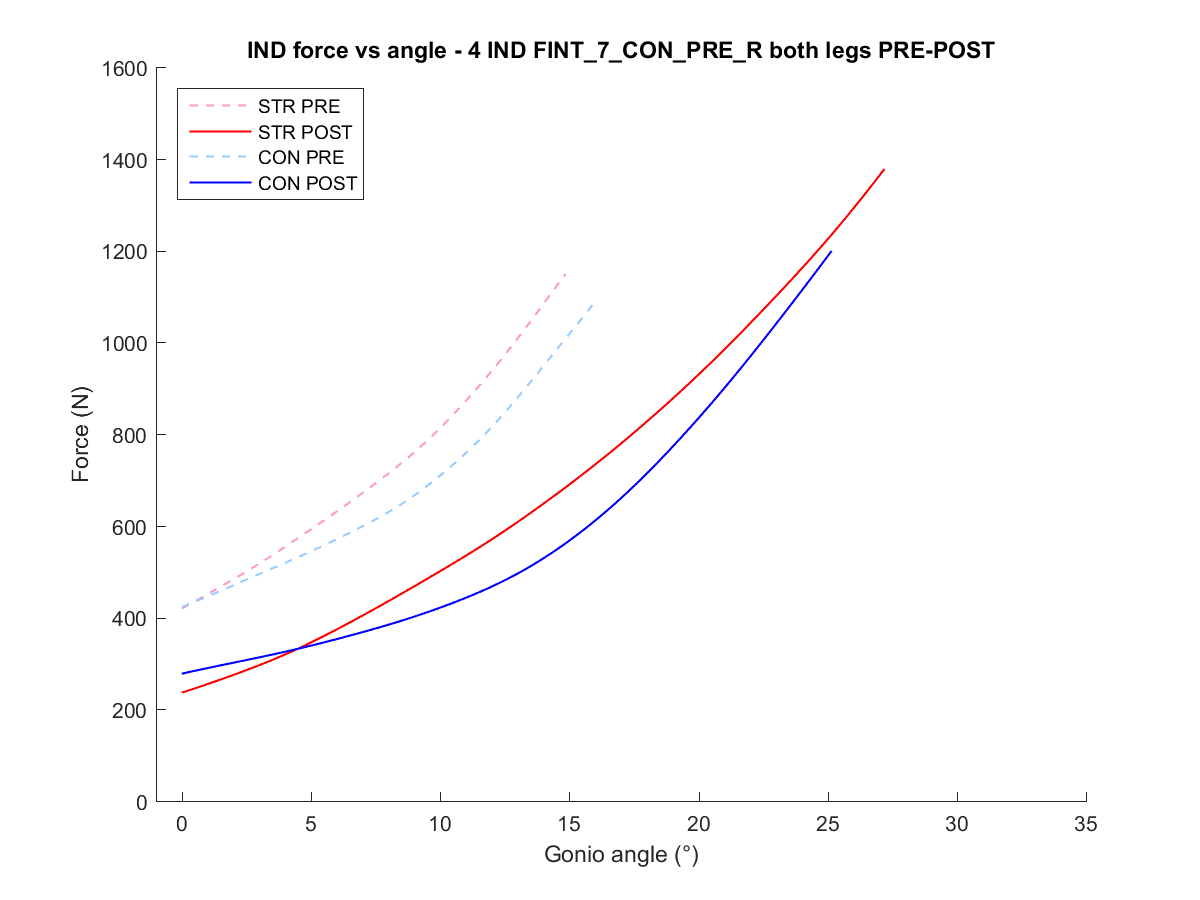 IND force vs angle - 4 IND FINT_7_CON_PRE_R both legs PRE-POST
1600
1400
1200
1000
800
600
400
200
0
Force (N)
STR PRE
STR POST
CON PRE
CON POST
0 5 10 15 20 25 30 35
Gonio angle (°)